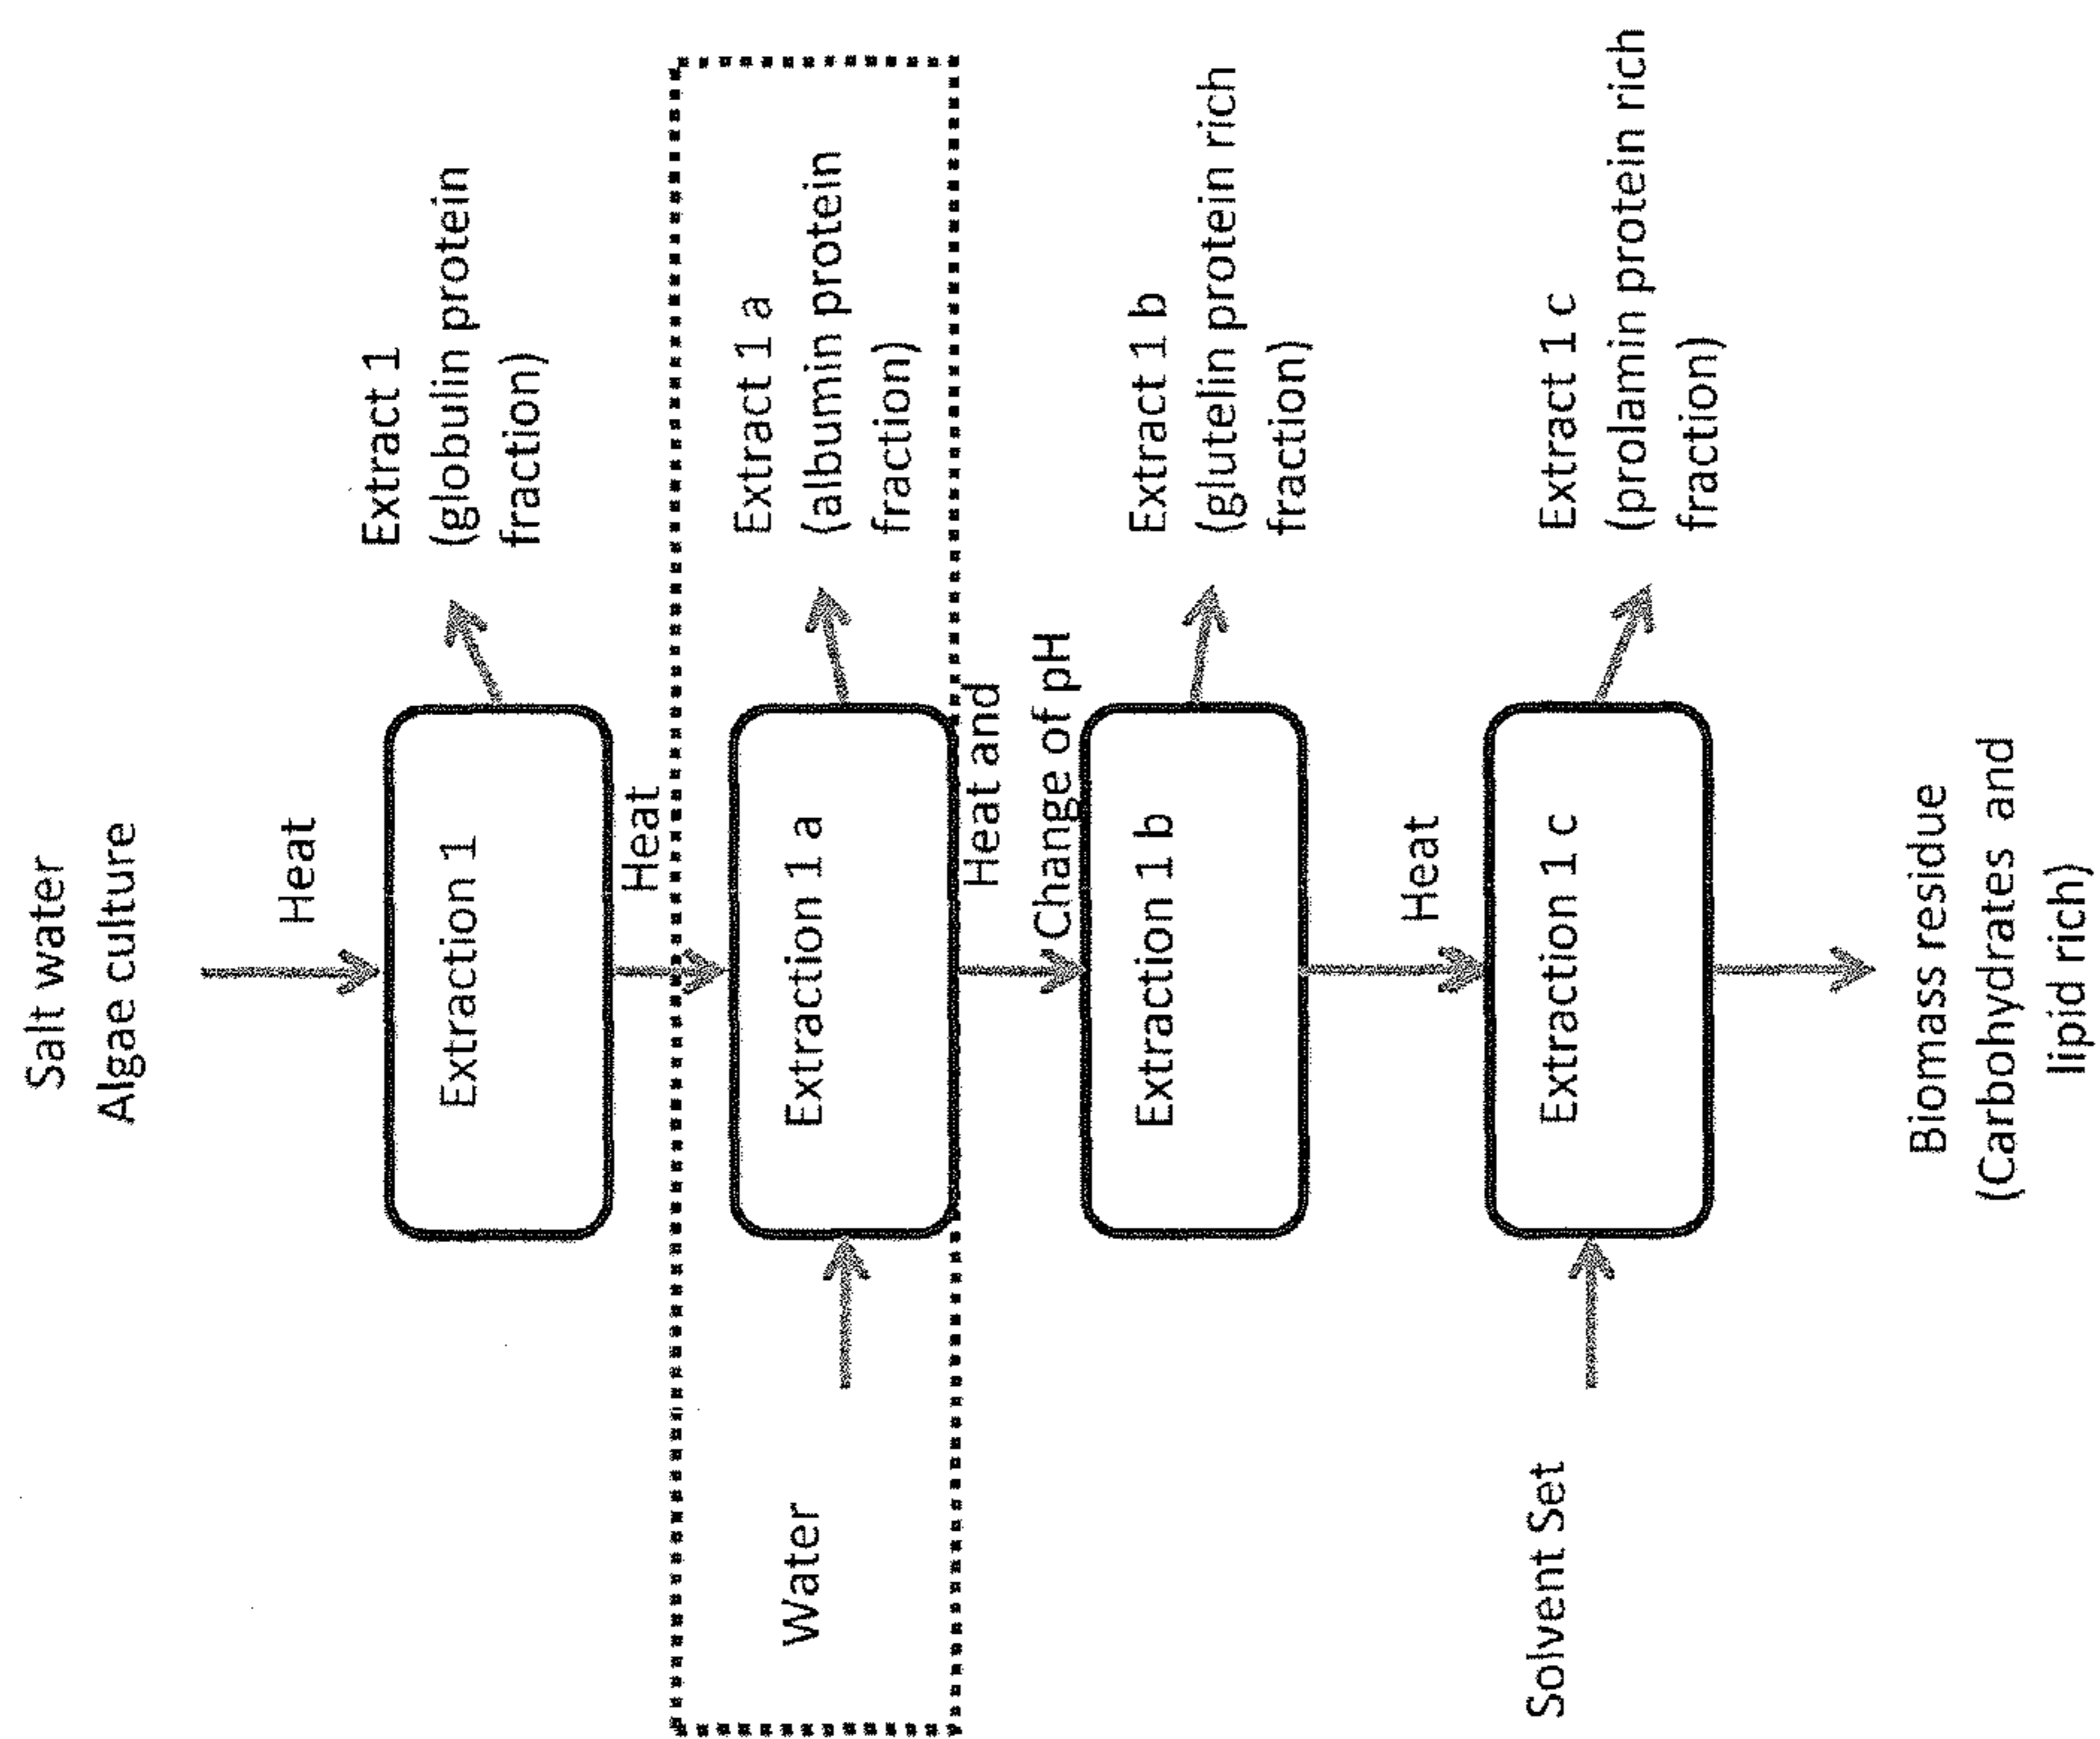 Salt water
Algae culture
Heat
Extraction 1
Extract 1
(globulin protein
fraction)
Heat
Water
Extraction 1 a
Extract 1 a
(albumin protein
fraction)
Heat and
Change of pH
Extraction 1 b
Extract 1 b
(glutelin protein rich
fraction)
Heat
Solvent Set
Extraction 1 c
Extract 1 c
(prolamin protein rich
fraction)
Biomass residue
(Carbohydrates and
lipid rich)